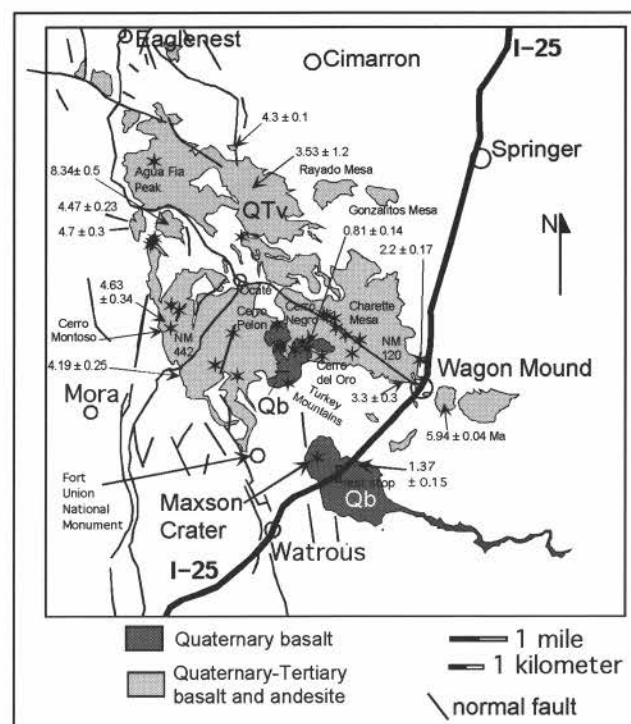 Eaglenest
I-25
Cimarron
4.3 ± 0.1
Springer
3.53 ± 1.2
Rayado Mesa
8.34± 0.5
Agua Fia
Peak
Gonzalitos Mesa
4.47 ± 0.23
QTv
0.81 ± 0.14
N
4.7 ± 0.3
2.2 ± 0.17
Ocate
4.63
± 0.34
Cerro
Pelon
Cerro
Negro
Charette
Mesa
Cerro
Montoso
NM
442
NM
120
4.19 ± 0.25
Cerro
del Oro
Wagon Mound
Mora
Qb
Turkey
Mountains
3.3 ± 0.3
5.94 ± 0.04 Ma
Fort
Union
National
Monument
1.37
± 0.15
rest stop
Maxson
Crater
Qb
Watrous
I-25
Quaternary basalt
1 mile
1 kilometer
Quaternary-Tertiary
basalt and andesite
normal fault